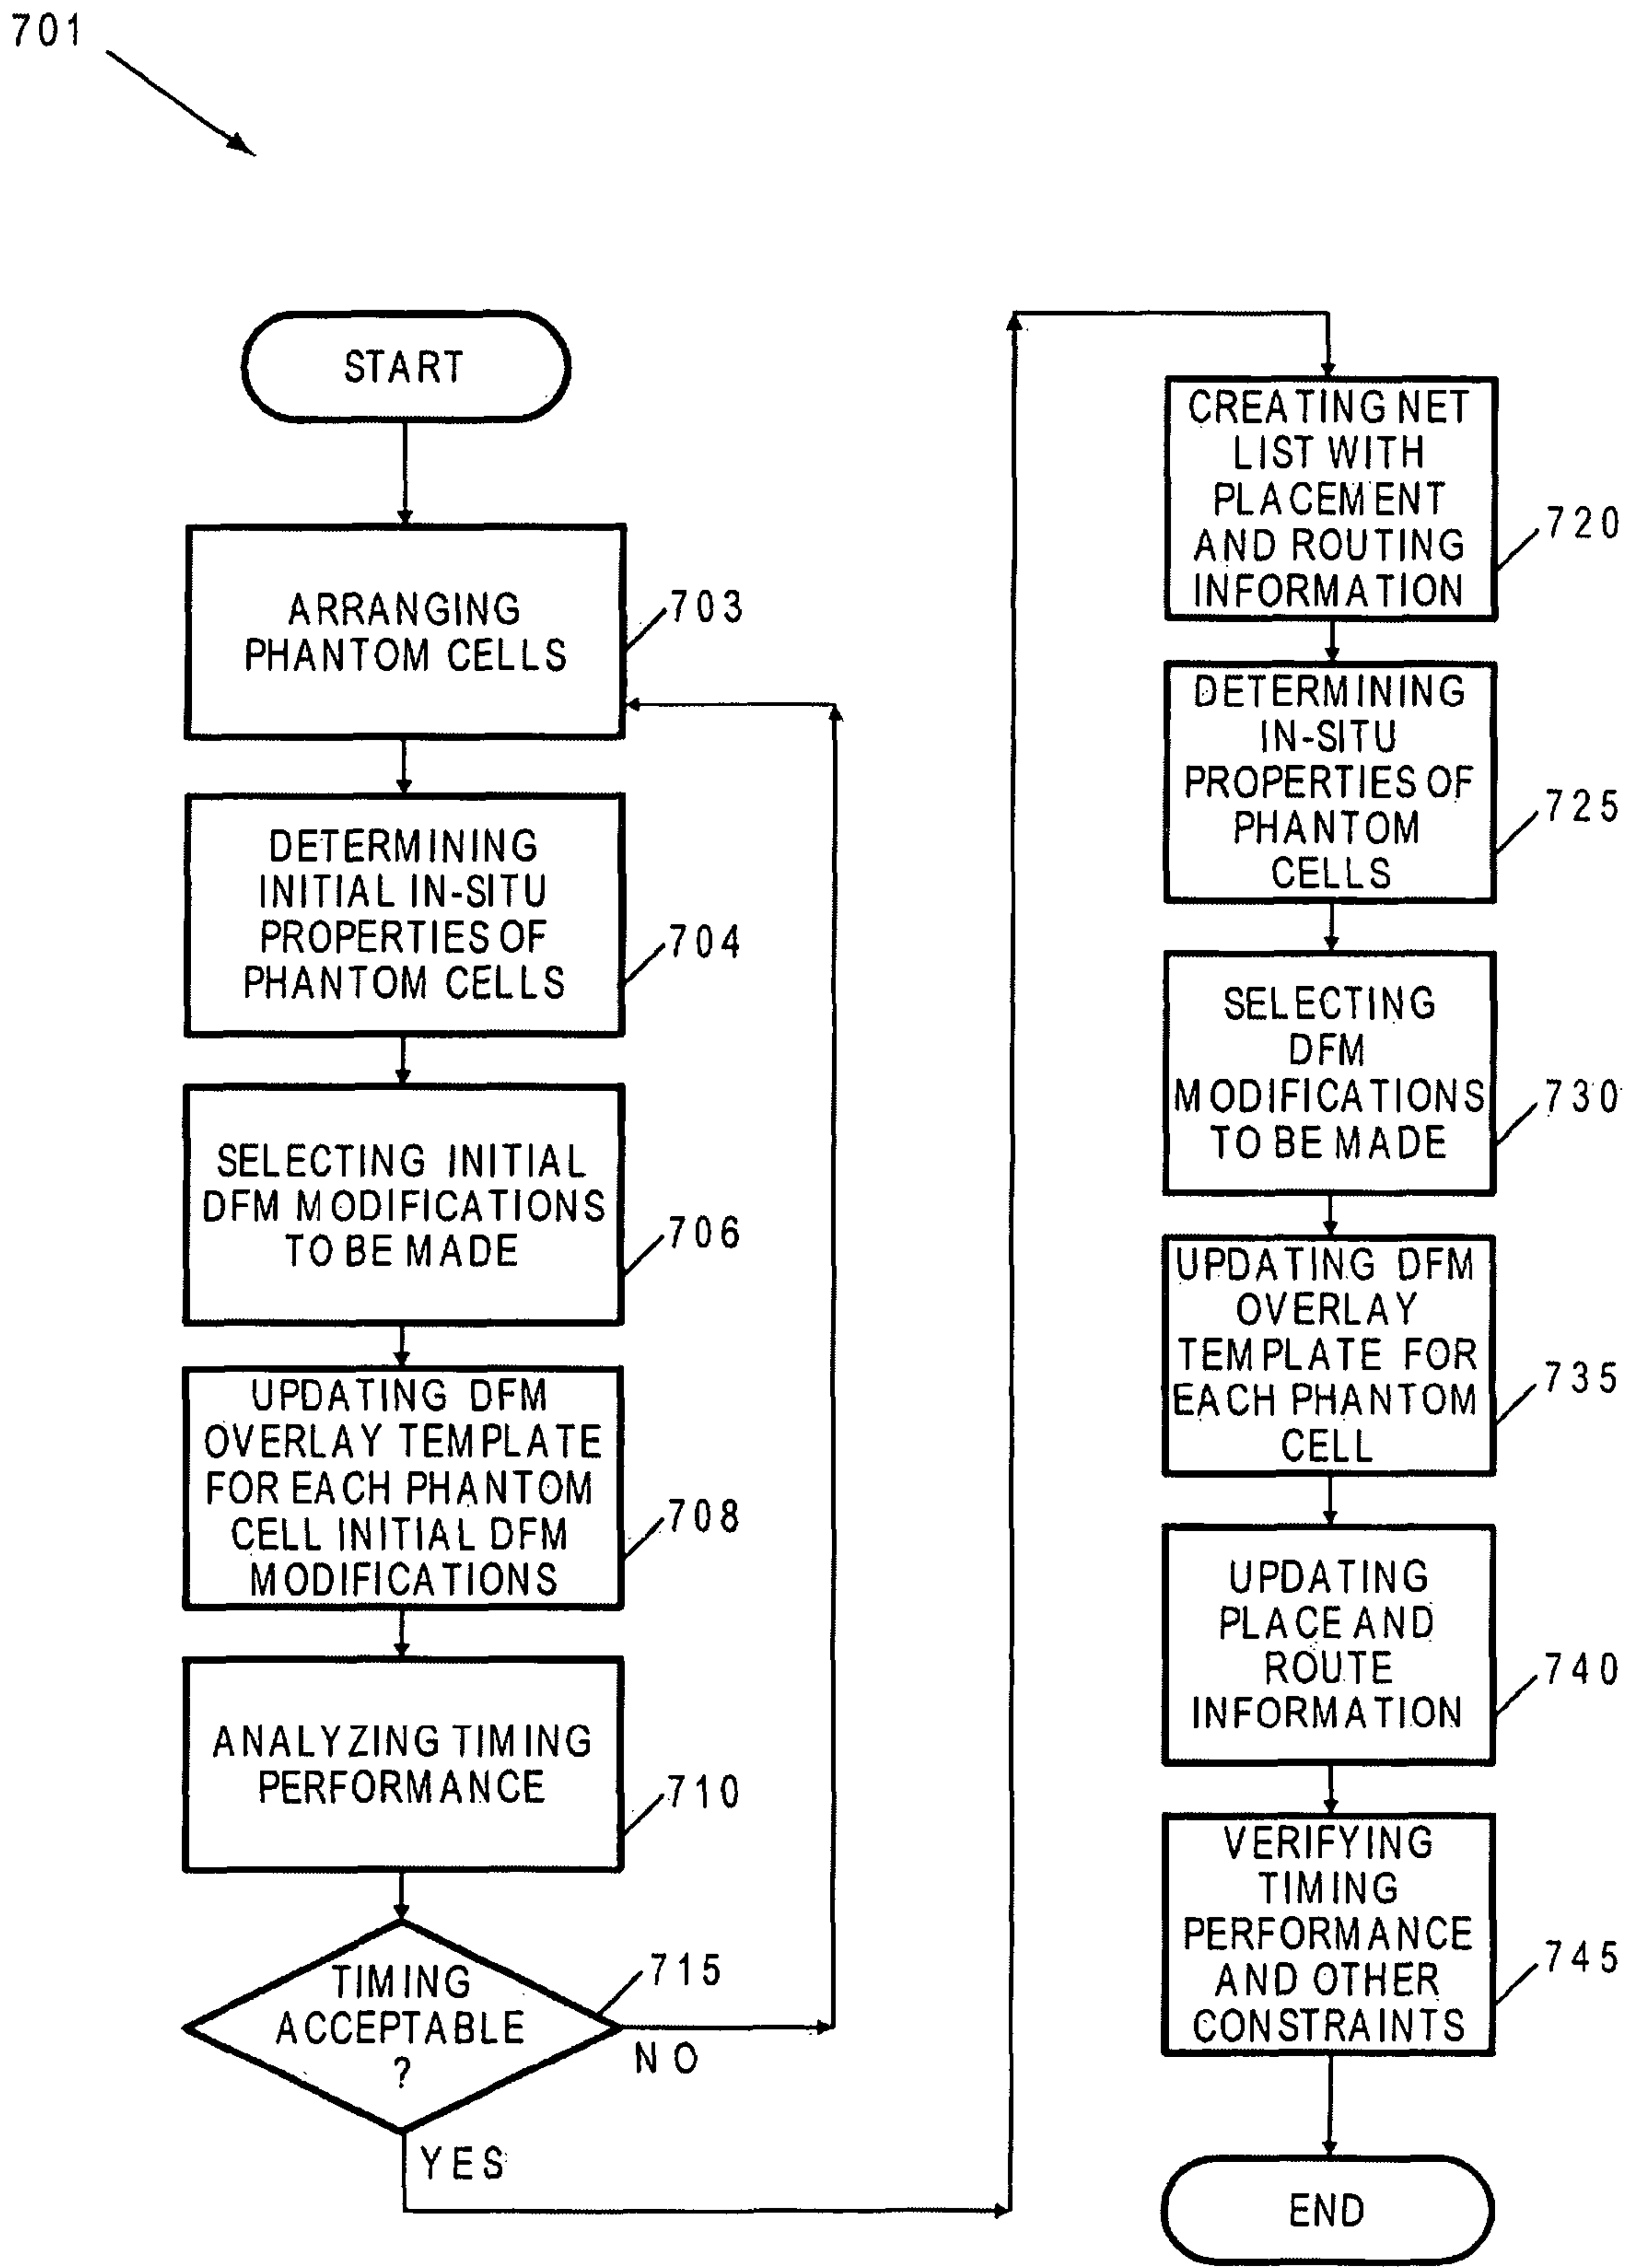 701
START
ARRANGING
PHANTOM CELLS
703
DETERMINING
INITIAL IN-SITU
PROPERTIES OF
PHANTOM CELLS
704
SELECTING INITIAL
DFM MODIFICATIONS
TO BE MADE
706
UPDATING DFM
OVERLAY TEMPLATE
FOR EACH PHANTOM
CELL INITIAL DFM
MODIFICATIONS
708
ANALYZING TIMING
PERFORMANCE
710
TIMING
ACCEPTABLE
?
715
NO
YES
CREATING NET
LIST WITH
PLACEMENT
AND ROUTING
INFORMATION
720
DETERMINING
IN-SITU
PROPERTIES OF
PHANTOM
CELLS
725
SELECTING
DFM
MODIFICATIONS
TO BE MADE
730
UPDATING DFM
OVERLAY
TEMPLATE FOR
EACH PHANTOM
CELL
735
UPDATING
PLACE AND
ROUTE
INFORMATION
740
VERIFYING
TIMING
PERFORMANCE
AND OTHER
CONSTRAINTS
745
END